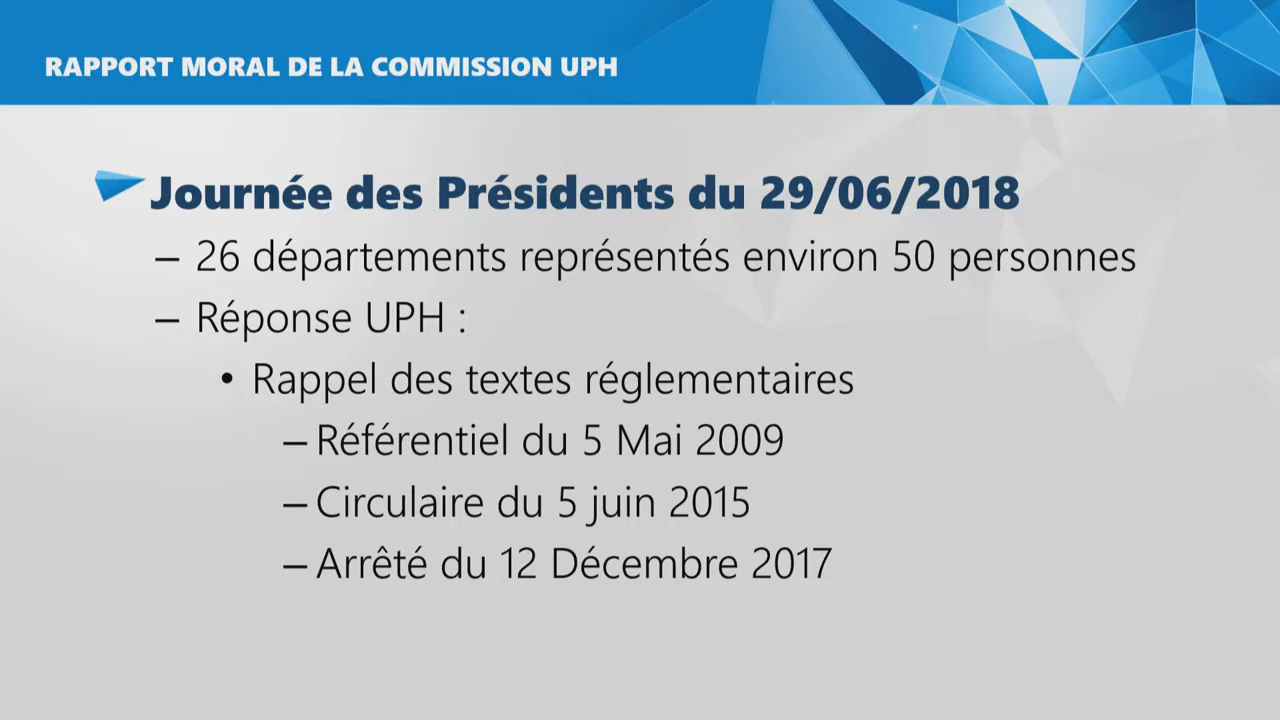 RAPPORT MORAL DE LA COMMISSION UPH
Journée des Présidents du 29/06/2018
– 26 départements représentés environ 50 personnes
– Réponse UPH :
• Rappel des textes réglementaires
– Référentiel du 5 Mai 2009
– Circulaire du 5 juin 2015
– Arrêté du 12 Décembre 2017